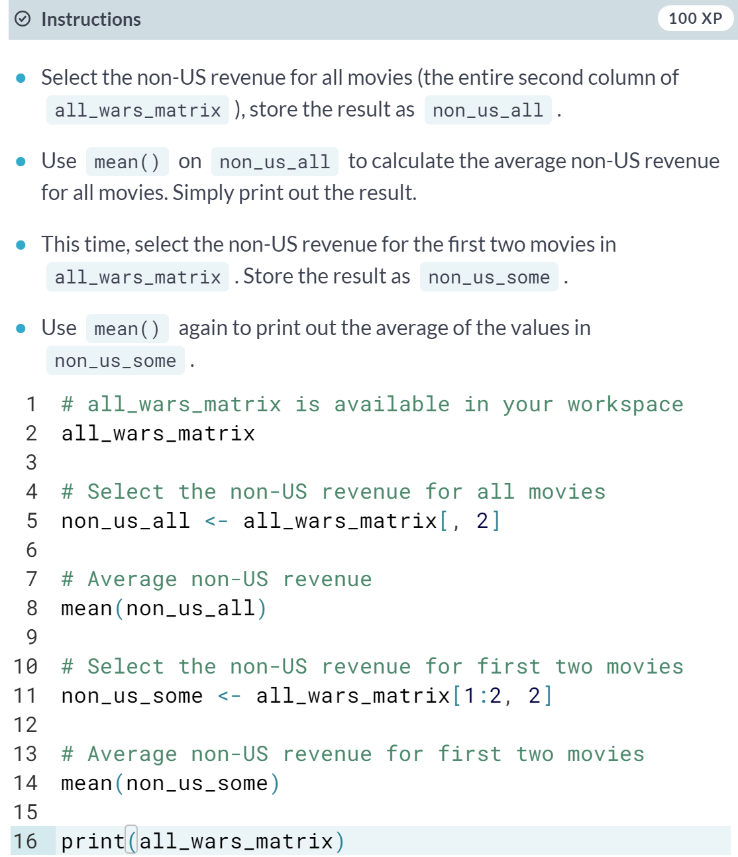 Instructions
100 XP
Select the non-US revenue for all movies (the entire second column of
all_wars_matrix ), store the result as non_us_all .
Use mean() on non_us_all to calculate the average non-US revenue
for all movies. Simply print out the result.
This time, select the non-US revenue for the first two movies in
all_wars_matrix . Store the result as non_us_some .
Use mean() again to print out the average of the values in
non_us_some .
1 # all_wars_matrix is available in your workspace
2 all_wars_matrix
3
4 # Select the non-US revenue for all movies
5 non_us_all <- all_wars_matrix[, 2]
6
7 # Average non-US revenue
8 mean(non_us_all)
9
10 # Select the non-US revenue for first two movies
11 non_us_some <- all_wars_matrix[1:2, 2]
12
13 # Average non-US revenue for first two movies
14 mean(non_us_some)
15
16 print(all_wars_matrix)